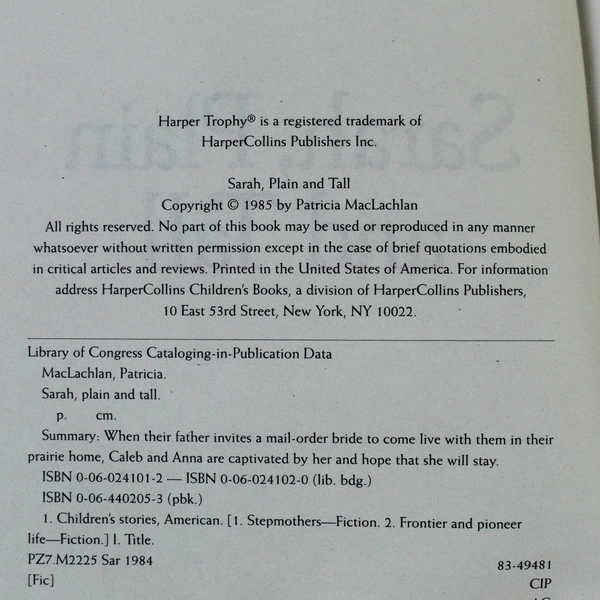 Harper Trophy® is a registered trademark of
HarperCollins Publishers Inc.
Sarah, Plain and Tall
Copyright © 1985 by Patricia MacLachlan
All rights reserved. No part of this book may be used or reproduced in any manner
whatsoever without written permission except in the case of brief quotations embodied
in critical articles and reviews. Printed in the United States of America. For information
address HarperCollins Children's Books, a division of HarperCollins Publishers,
10 East 53rd Street, New York, NY 10022.
Library of Congress Cataloging-in-Publication Data
MacLachlan, Patricia.
Sarah, plain and tall.
p. cm.
Summary: When their father invites a mail-order bride to come live with them in their
prairie home, Caleb and Anna are captivated by her and hope that she will stay.
ISBN 0-06-024101-2 — ISBN 0-06-024102-0 (lib. bdg.)
ISBN 0-06-440205-3 (pbk.)
1. Children's stories, American. [1. Stepmothers—Fiction. 2. Frontier and pioneer
life—Fiction.] I. Title.
PZ7.M2225 Sar 1984
83-49481
[Fic]
CIP